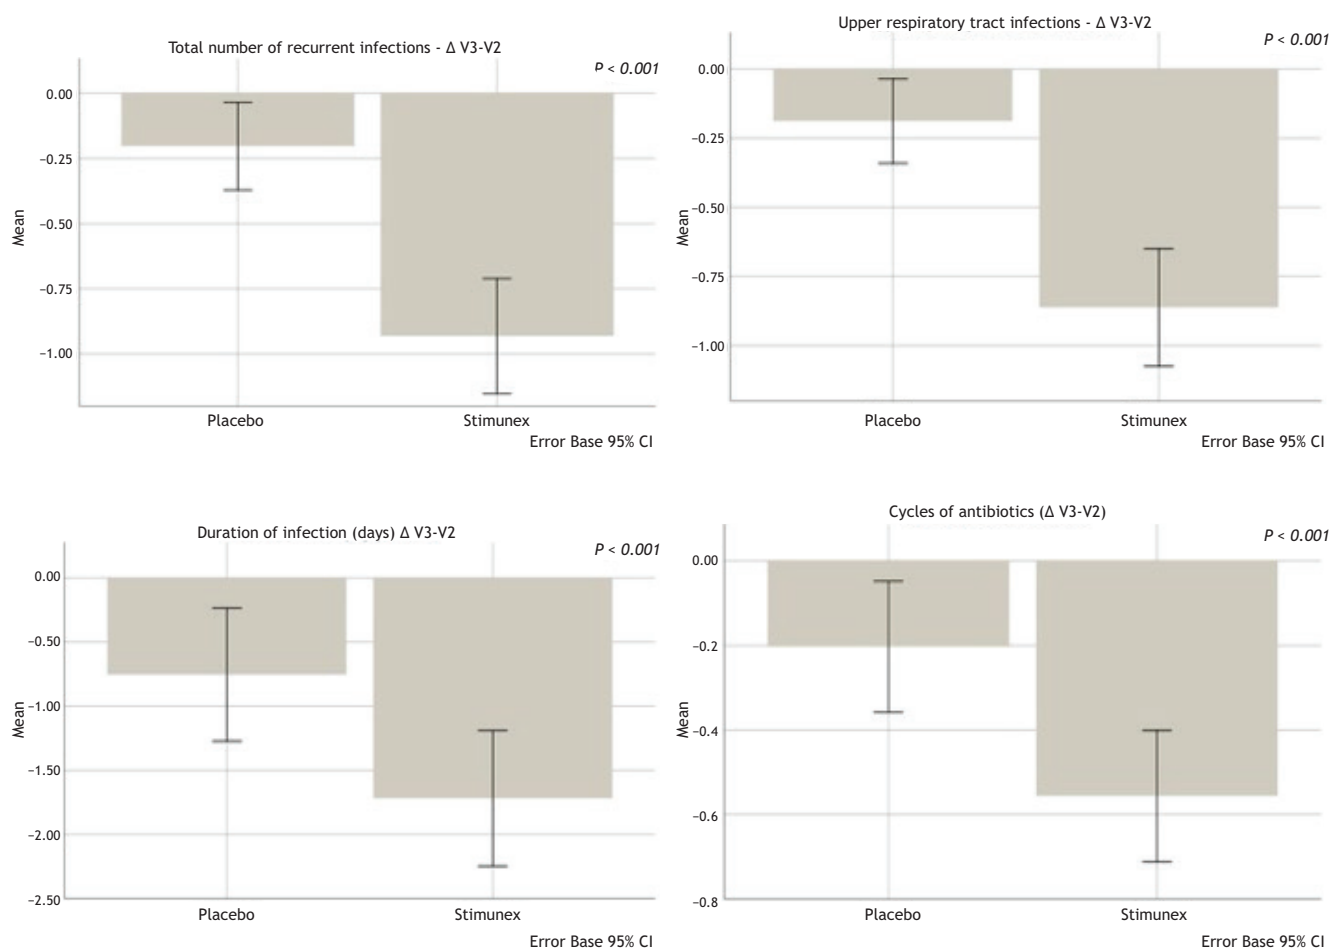 Total number of recurrent infections - Δ V3-V2
P < 0.001
0.00
−0.25
−0.50
−0.75
−1.00
Mean
Placebo Stimunex
Error Base 95% CI
Upper respiratory tract infections - Δ V3-V2
P < 0.001
0.00
−0.25
−0.50
−0.75
−1.00
Mean
Placebo Stimunex
Error Base 95% CI
Duration of infection (days) Δ V3-V2
P < 0.001
0.00
−0.50
−1.00
−1.50
−2.00
−2.50
Mean
Placebo Stimunex
Error Base 95% CI
Cycles of antibiotics (Δ V3-V2)
P < 0.001
0.00
−0.2
−0.4
−0.6
−0.8
Mean
Placebo Stimunex
Error Base 95% CI